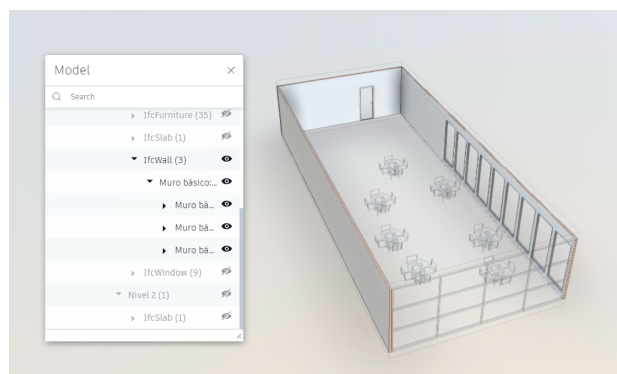 Model
Search
IfcFurniture (35)
IfcSlab (1)
IfcWall (3)
Muro básico:...
Muro bá...
Muro bá...
Muro bá...
IfcWindow (9)
Nivel 2 (1)
IfcSlab (1)